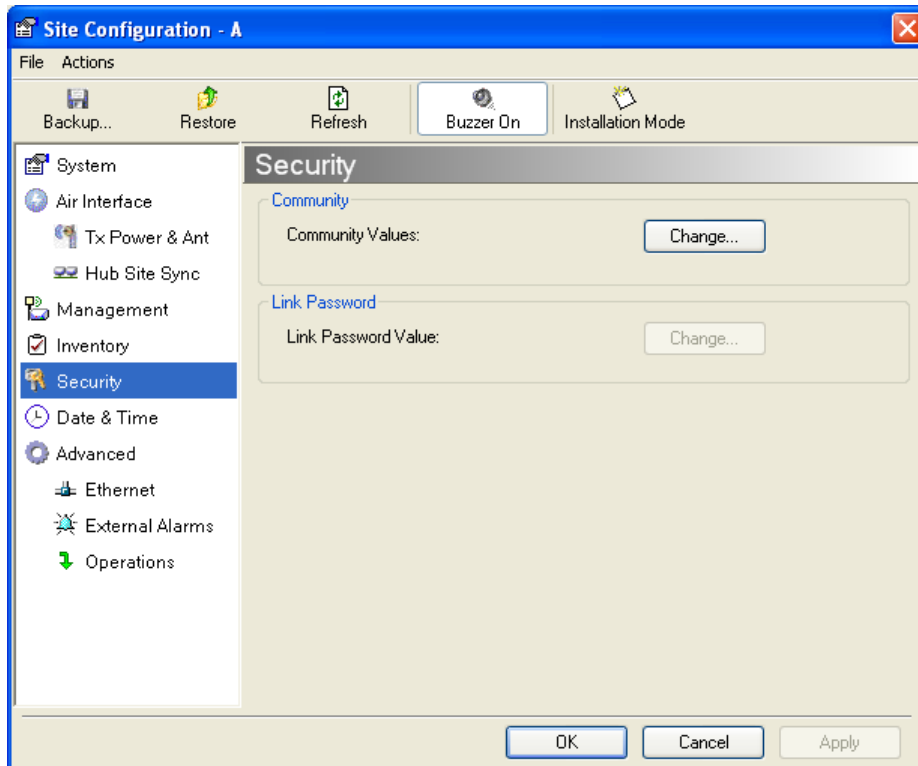 Site Configuration - A
File Actions
Backup... Restore Refresh Buzzer On Installation Mode
System
Air Interface
Tx Power & Ant
Hub Site Sync
Management
Inventory
Security
Date & Time
Advanced
Ethernet
External Alarms
Operations
Security
Community
Community Values: Change...
Link Password
Link Password Value: Change...
OK Cancel Apply